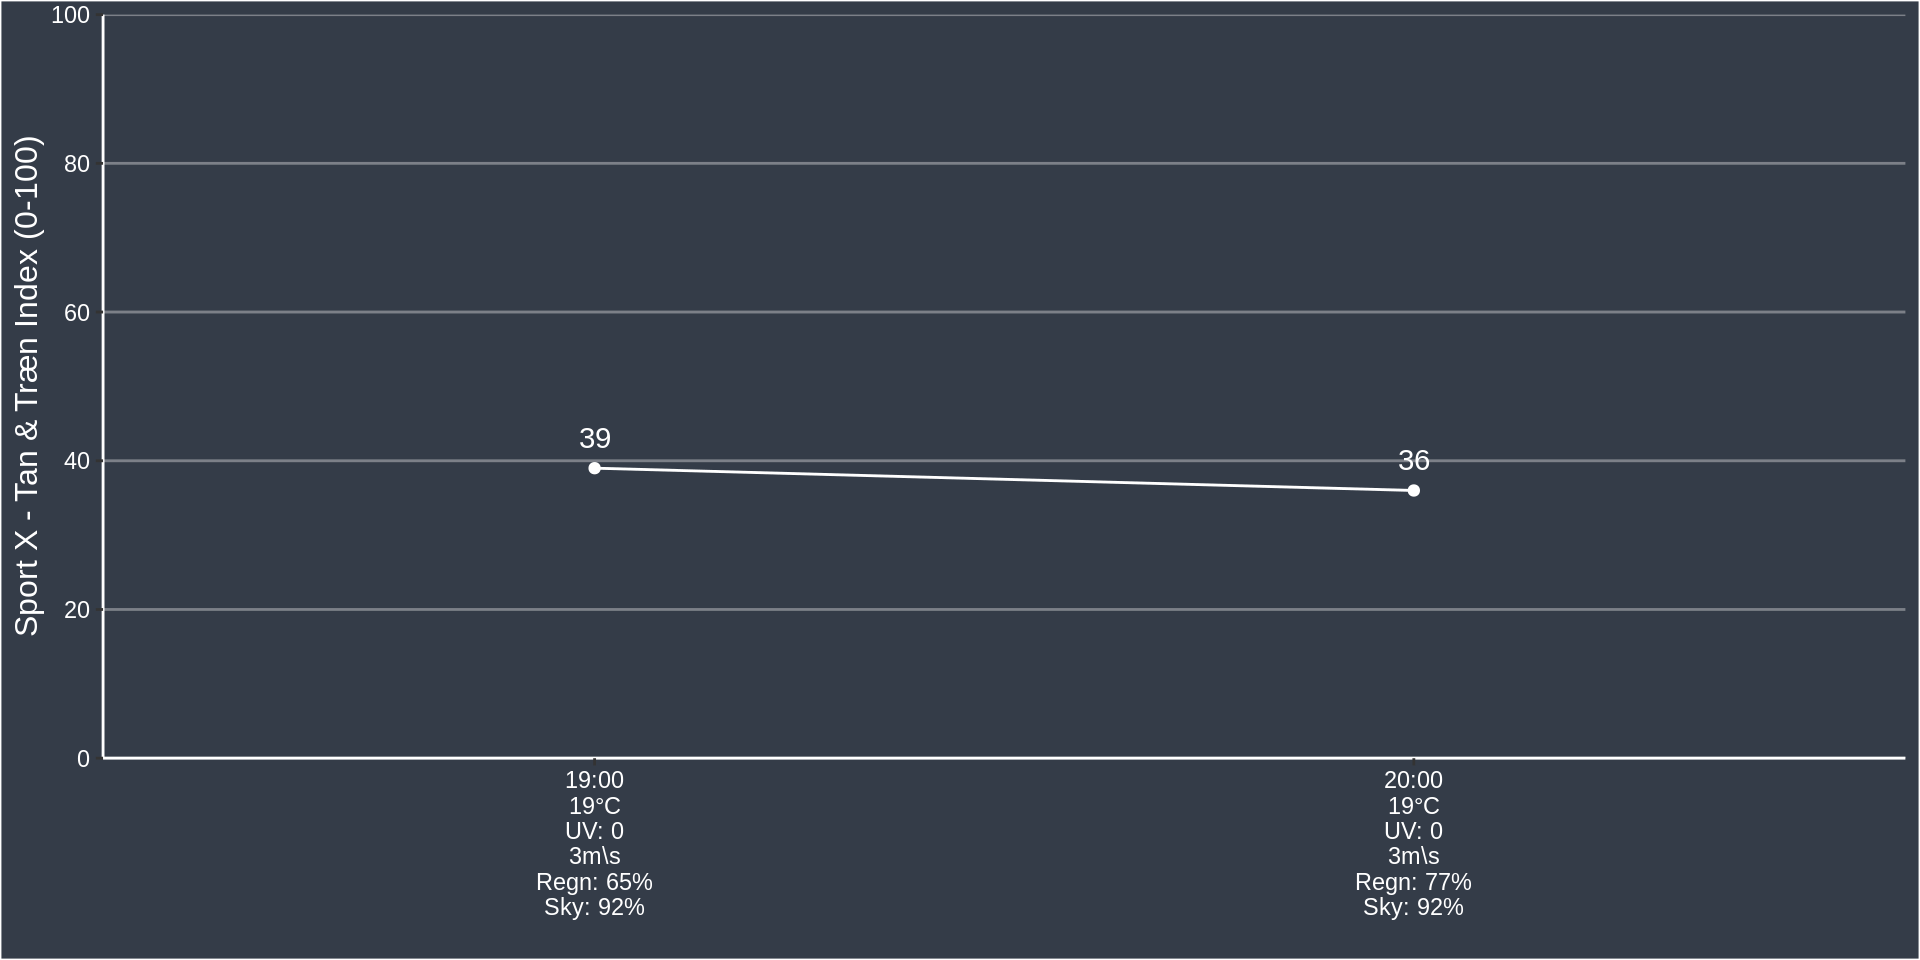 Sport X - Tan & Træn Index (0-100)
100
80
60
40
20
0
39
36
19:00
19°C
UV: 0
3m\s
Regn: 65%
Sky: 92%
20:00
19°C
UV: 0
3m\s
Regn: 77%
Sky: 92%